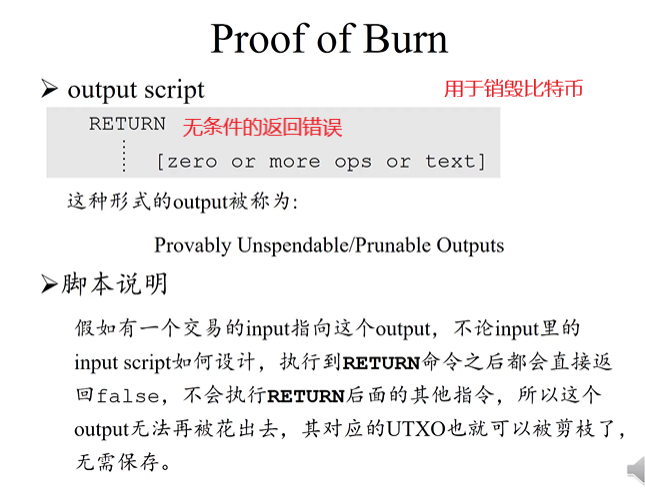 Proof of Burn
➤ output script 用于销毁比特币
RETURN 无条件的返回错误
[zero or more ops or text]
这种形式的output被称为:
Provably Unspendable/Prunable Outputs
➤脚本说明
假如有一个交易的input指向这个output，不论input里的
input script如何设计，执行到RETURN命令之后都会直接返
回false，不会执行RETURN后面的其他指令，所以这个
output无法再被花出去，其对应的UTXO也就可以被剪枝了，
无需保存。